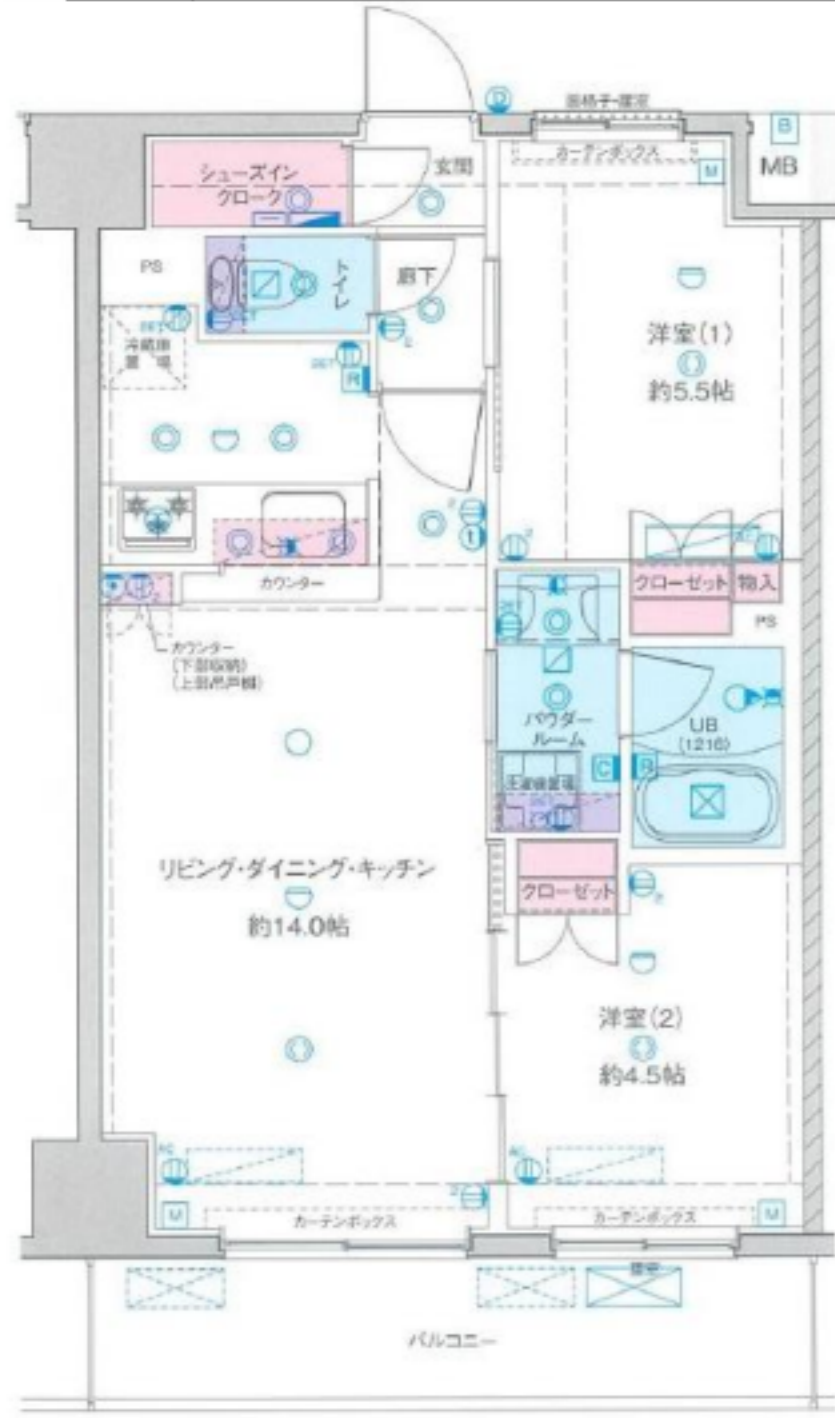 D
面格子・擁壁
B
カーテンボックス
MB
シューズイン
クローク
玄関
M
PS
トイレ
廊下
洋室(1)
約5.5帖
冷蔵庫
置場
R
2
カウンター
クローゼット
物入
PS
カウンター
(下部収納)
(上部吊戸棚)
パウダー
ルーム
UB
(1216)
C
R
洗濯機置場
リビング・ダイニング・キッチン
約14.0帖
クローゼット
2
洋室(2)
約4.5帖
AC
AC
2
M
カーテンボックス
カーテンボックス
M
バルコニー